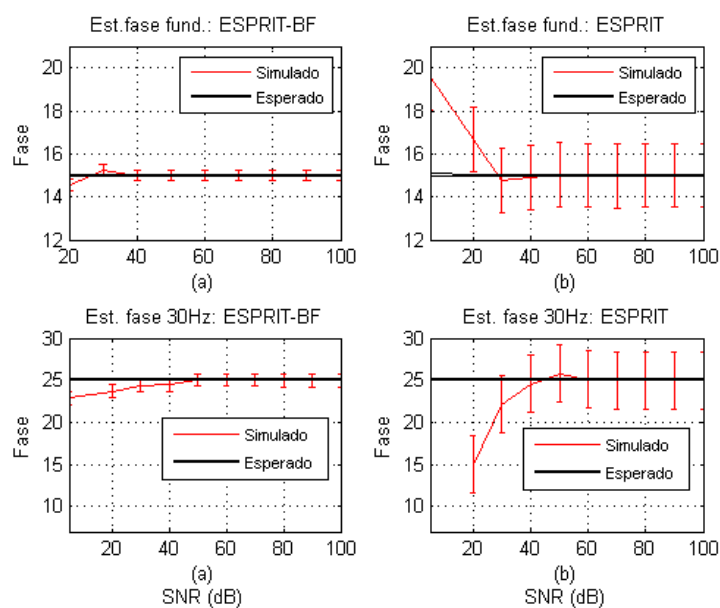 Est.fase fund.: ESPRIT-BF
Fase
20
18
16
14
12
Simulado
Esperado
20 40 60 80 100
(a)
Est.fase fund.: ESPRIT
Fase
20
18
16
14
12
Simulado
Esperado
20 40 60 80 100
(b)
Est. fase 30Hz: ESPRIT-BF
Fase
30
25
20
15
10
Simulado
Esperado
20 40 60 80 100
(a)
SNR (dB)
Est. fase 30Hz: ESPRIT
Fase
30
25
20
15
10
Simulado
Esperado
20 40 60 80 100
(b)
SNR (dB)